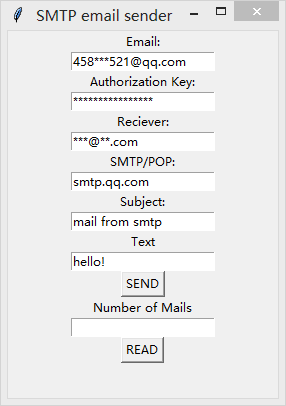 SMTP email sender
Email:
458***521@qq.com
Authorization Key:
****************
Reciever:
***@**.com
SMTP/POP:
smtp.qq.com
Subject:
mail from smtp
Text
hello!
SEND
Number of Mails
READ